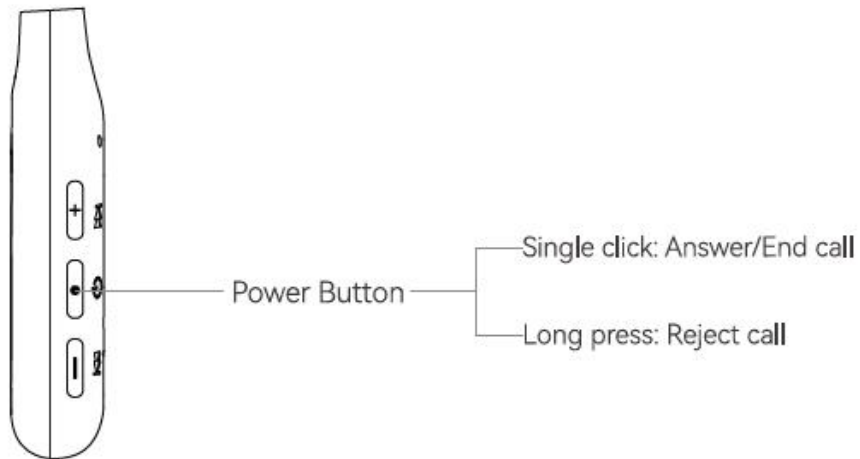 +
Single click: Answer/End call
Power Button
Long press: Reject call
−